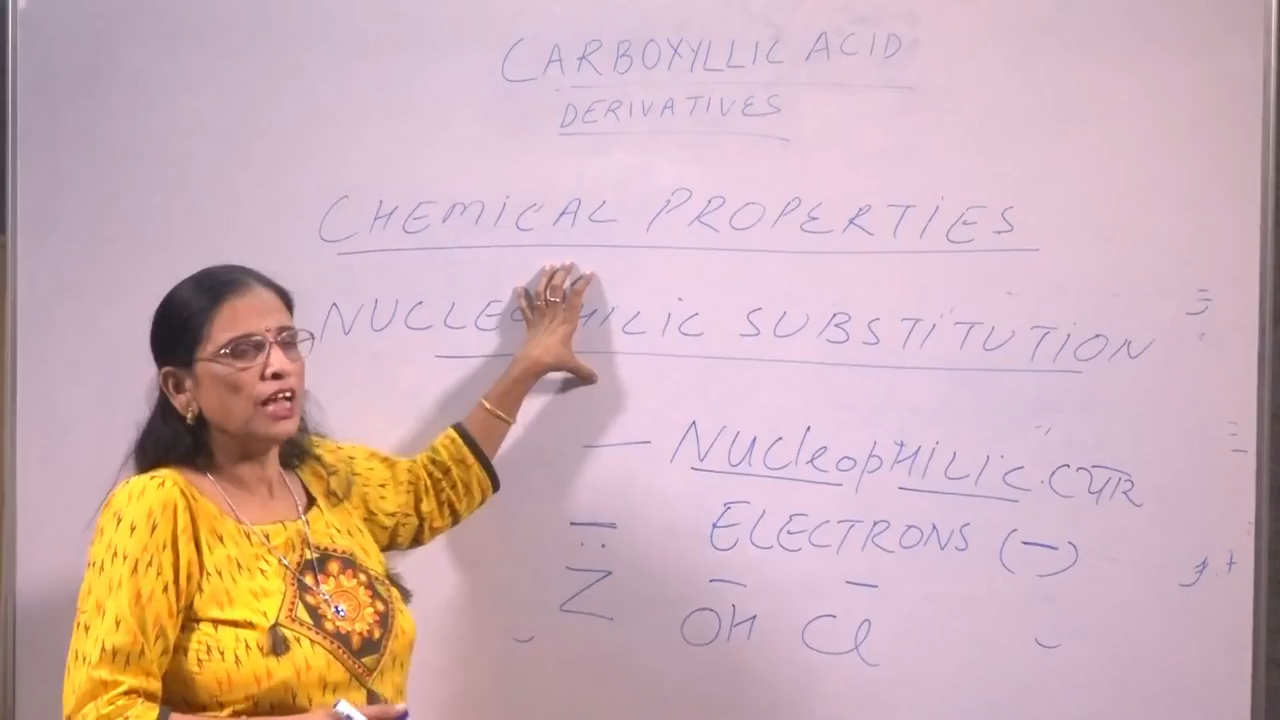 CARBOXYLLIC ACID
DERIVATIVES
CHEMICAL PROPERTIES
NUCLEOPHILIC SUBSTITUTION
— NUCleopHILIC प्यार
ELECTRONS (−)
Z̄̈ OH⁻ Cl⁻